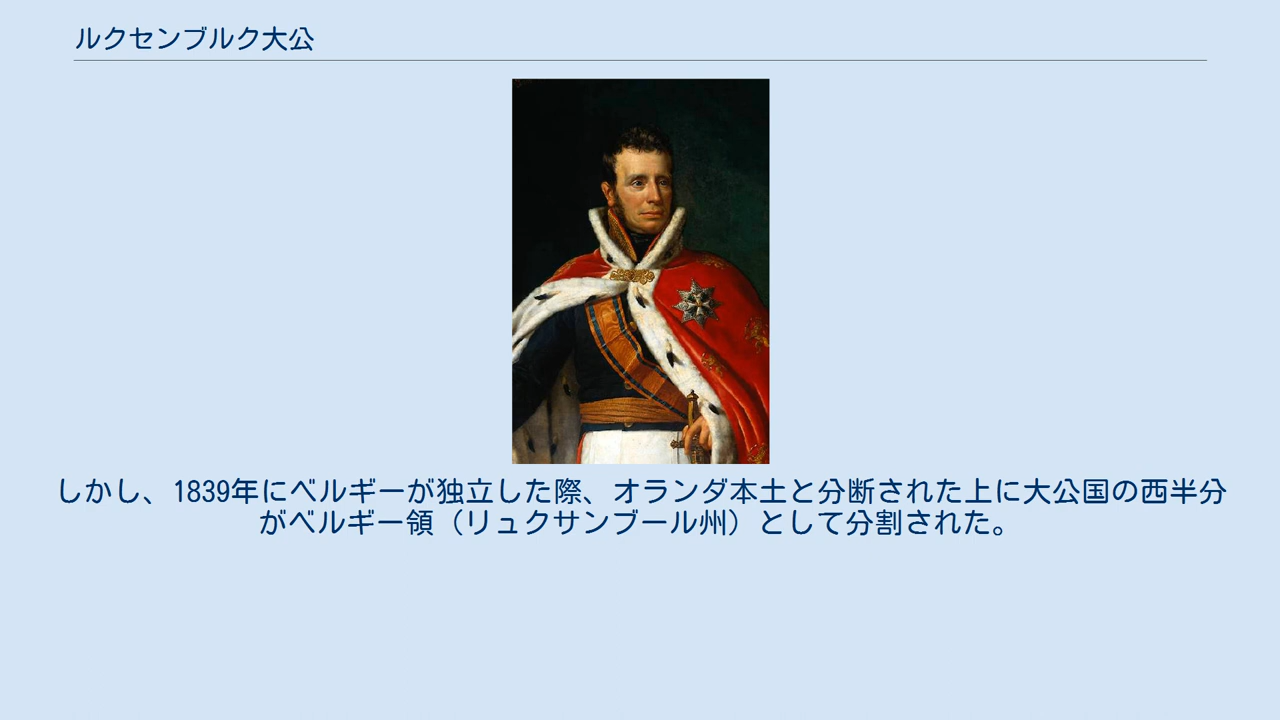 ルクセンブルク大公
しかし、1839年にベルギーが独立した際、オランダ本土と分断された上に大公国の西半分
がベルギー領（リュクサンブール州）として分割された。